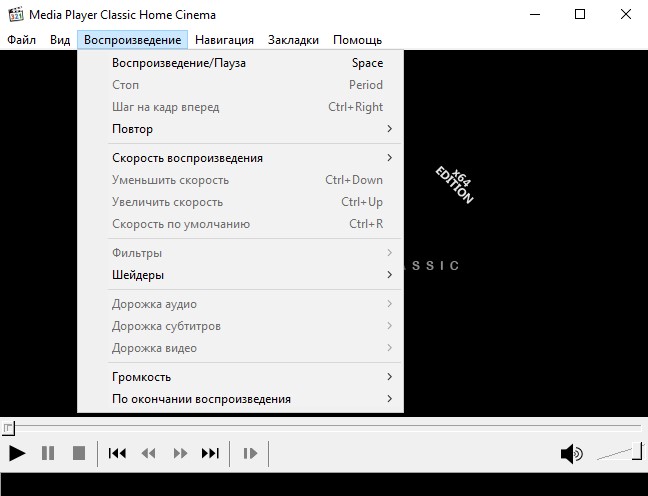 Media Player Classic Home Cinema
Файл Вид Воспроизведение Навигация Закладки Помощь
Воспроизведение/Пауза Space
Стоп Period
Шаг на кадр вперед Ctrl+Right
Повтор
Скорость воспроизведения
Уменьшить скорость Ctrl+Down
Увеличить скорость Ctrl+Up
Скорость по умолчанию Ctrl+R
Фильтры
Шейдеры
Дорожка аудио
Дорожка субтитров
Дорожка видео
Громкость
По окончании воспроизведения
x64
EDITION
ASSIC